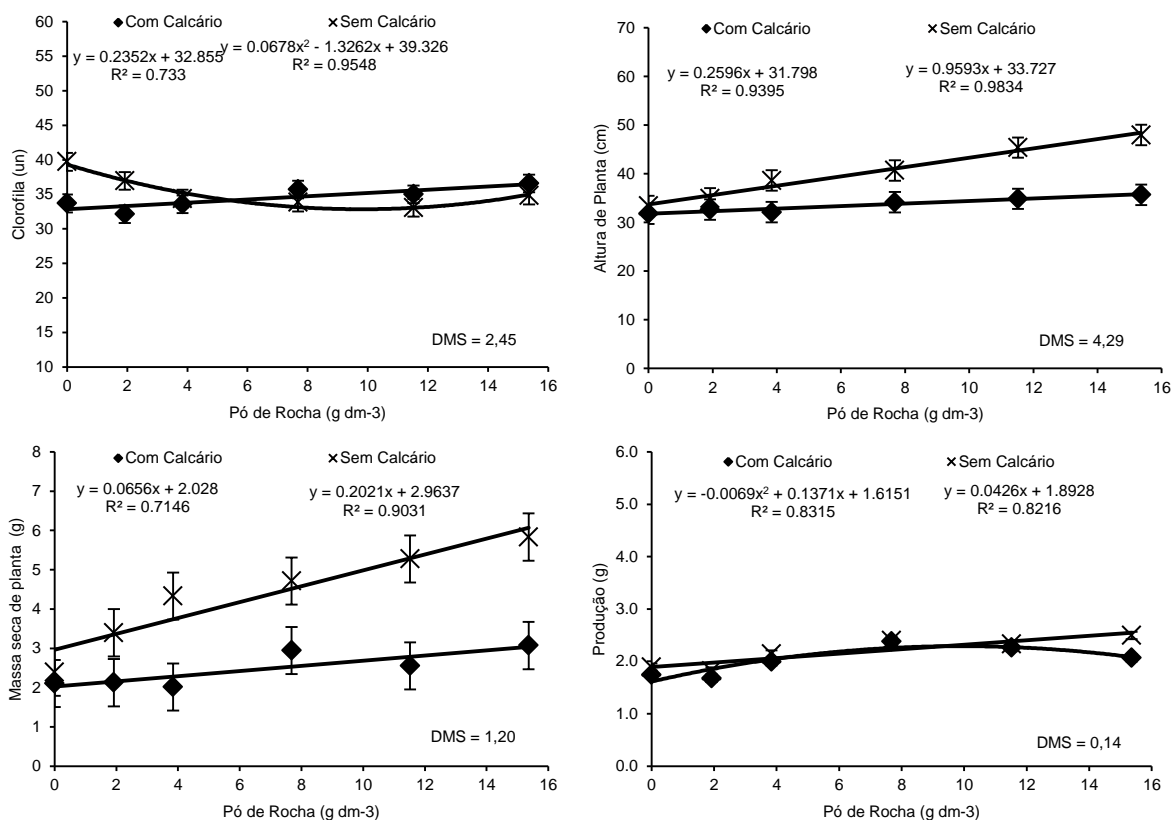 Com Calcário
Sem Calcário
y = 0.2352x + 32.855
R² = 0.733
y = 0.0678x² - 1.3262x + 39.326
R² = 0.9548
60
55
50
45
40
35
30
25
20
15
10
Clorofila (un)
DMS = 2,45
0 2 4 6 8 10 12 14 16
Pó de Rocha (g dm-3)
Com Calcário
Sem Calcário
y = 0.2596x + 31.798
R² = 0.9395
y = 0.9593x + 33.727
R² = 0.9834
70
60
50
40
30
20
10
0
Altura de Planta (cm)
DMS = 4,29
0 2 4 6 8 10 12 14 16
Pó de Rocha (g dm-3)
Com Calcário
Sem Calcário
y = 0.0656x + 2.028
R² = 0.7146
y = 0.2021x + 2.9637
R² = 0.9031
8
7
6
5
4
3
2
1
0
Massa seca de planta (g)
DMS = 1,20
0 2 4 6 8 10 12 14 16
Pó de Rocha (g dm-3)
Com Calcário
Sem Calcário
y = -0.0069x² + 0.1371x + 1.6151
R² = 0.8315
y = 0.0426x + 1.8928
R² = 0.8216
6.0
5.0
4.0
3.0
2.0
1.0
0.0
Produção (g)
DMS = 0,14
0 2 4 6 8 10 12 14 16
Pó de Rocha (g dm-3)